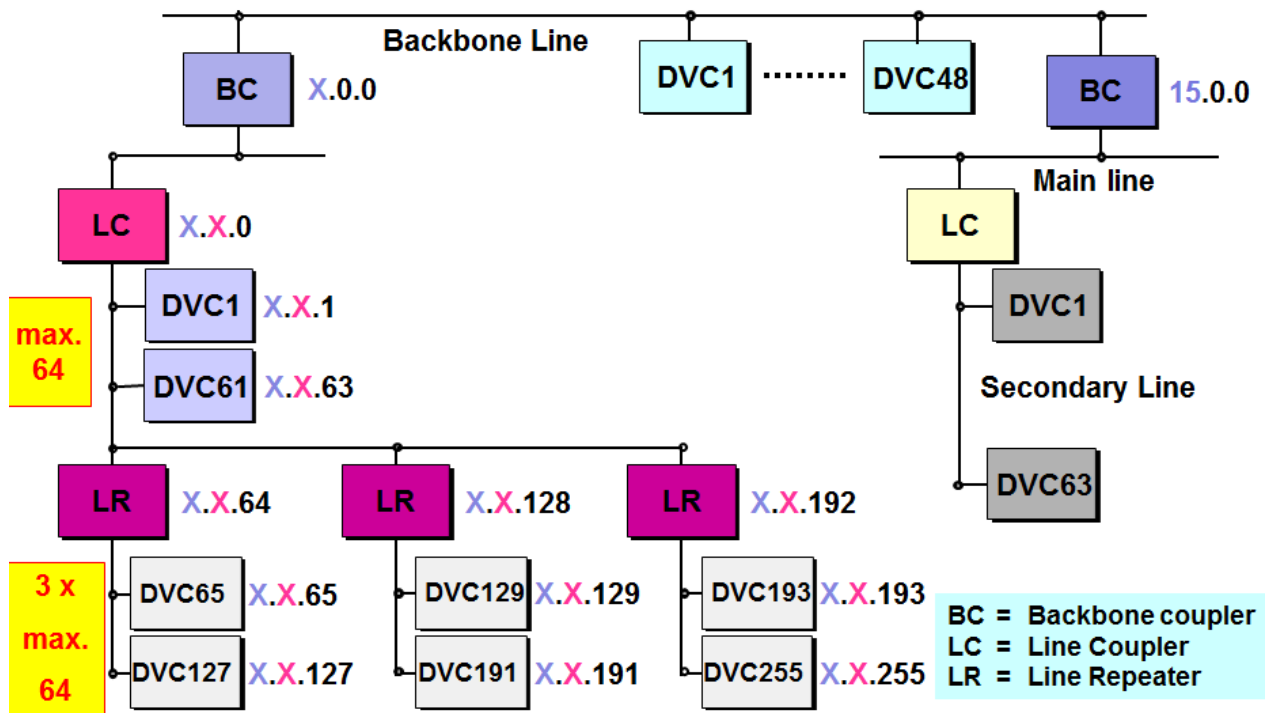 Backbone Line
BC X.0.0
DVC1 ........ DVC48
BC 15.0.0
Main line
LC X.X.0
LC
DVC1 X.X.1
DVC1
max.
64
DVC61 X.X.63
Secondary Line
DVC63
LR X.X.64
LR X.X.128
LR X.X.192
3 x
max.
64
DVC65 X.X.65
DVC129 X.X.129
DVC193 X.X.193
DVC127 X.X.127
DVC191 X.X.191
DVC255 X.X.255
BC = Backbone coupler
LC = Line Coupler
LR = Line Repeater